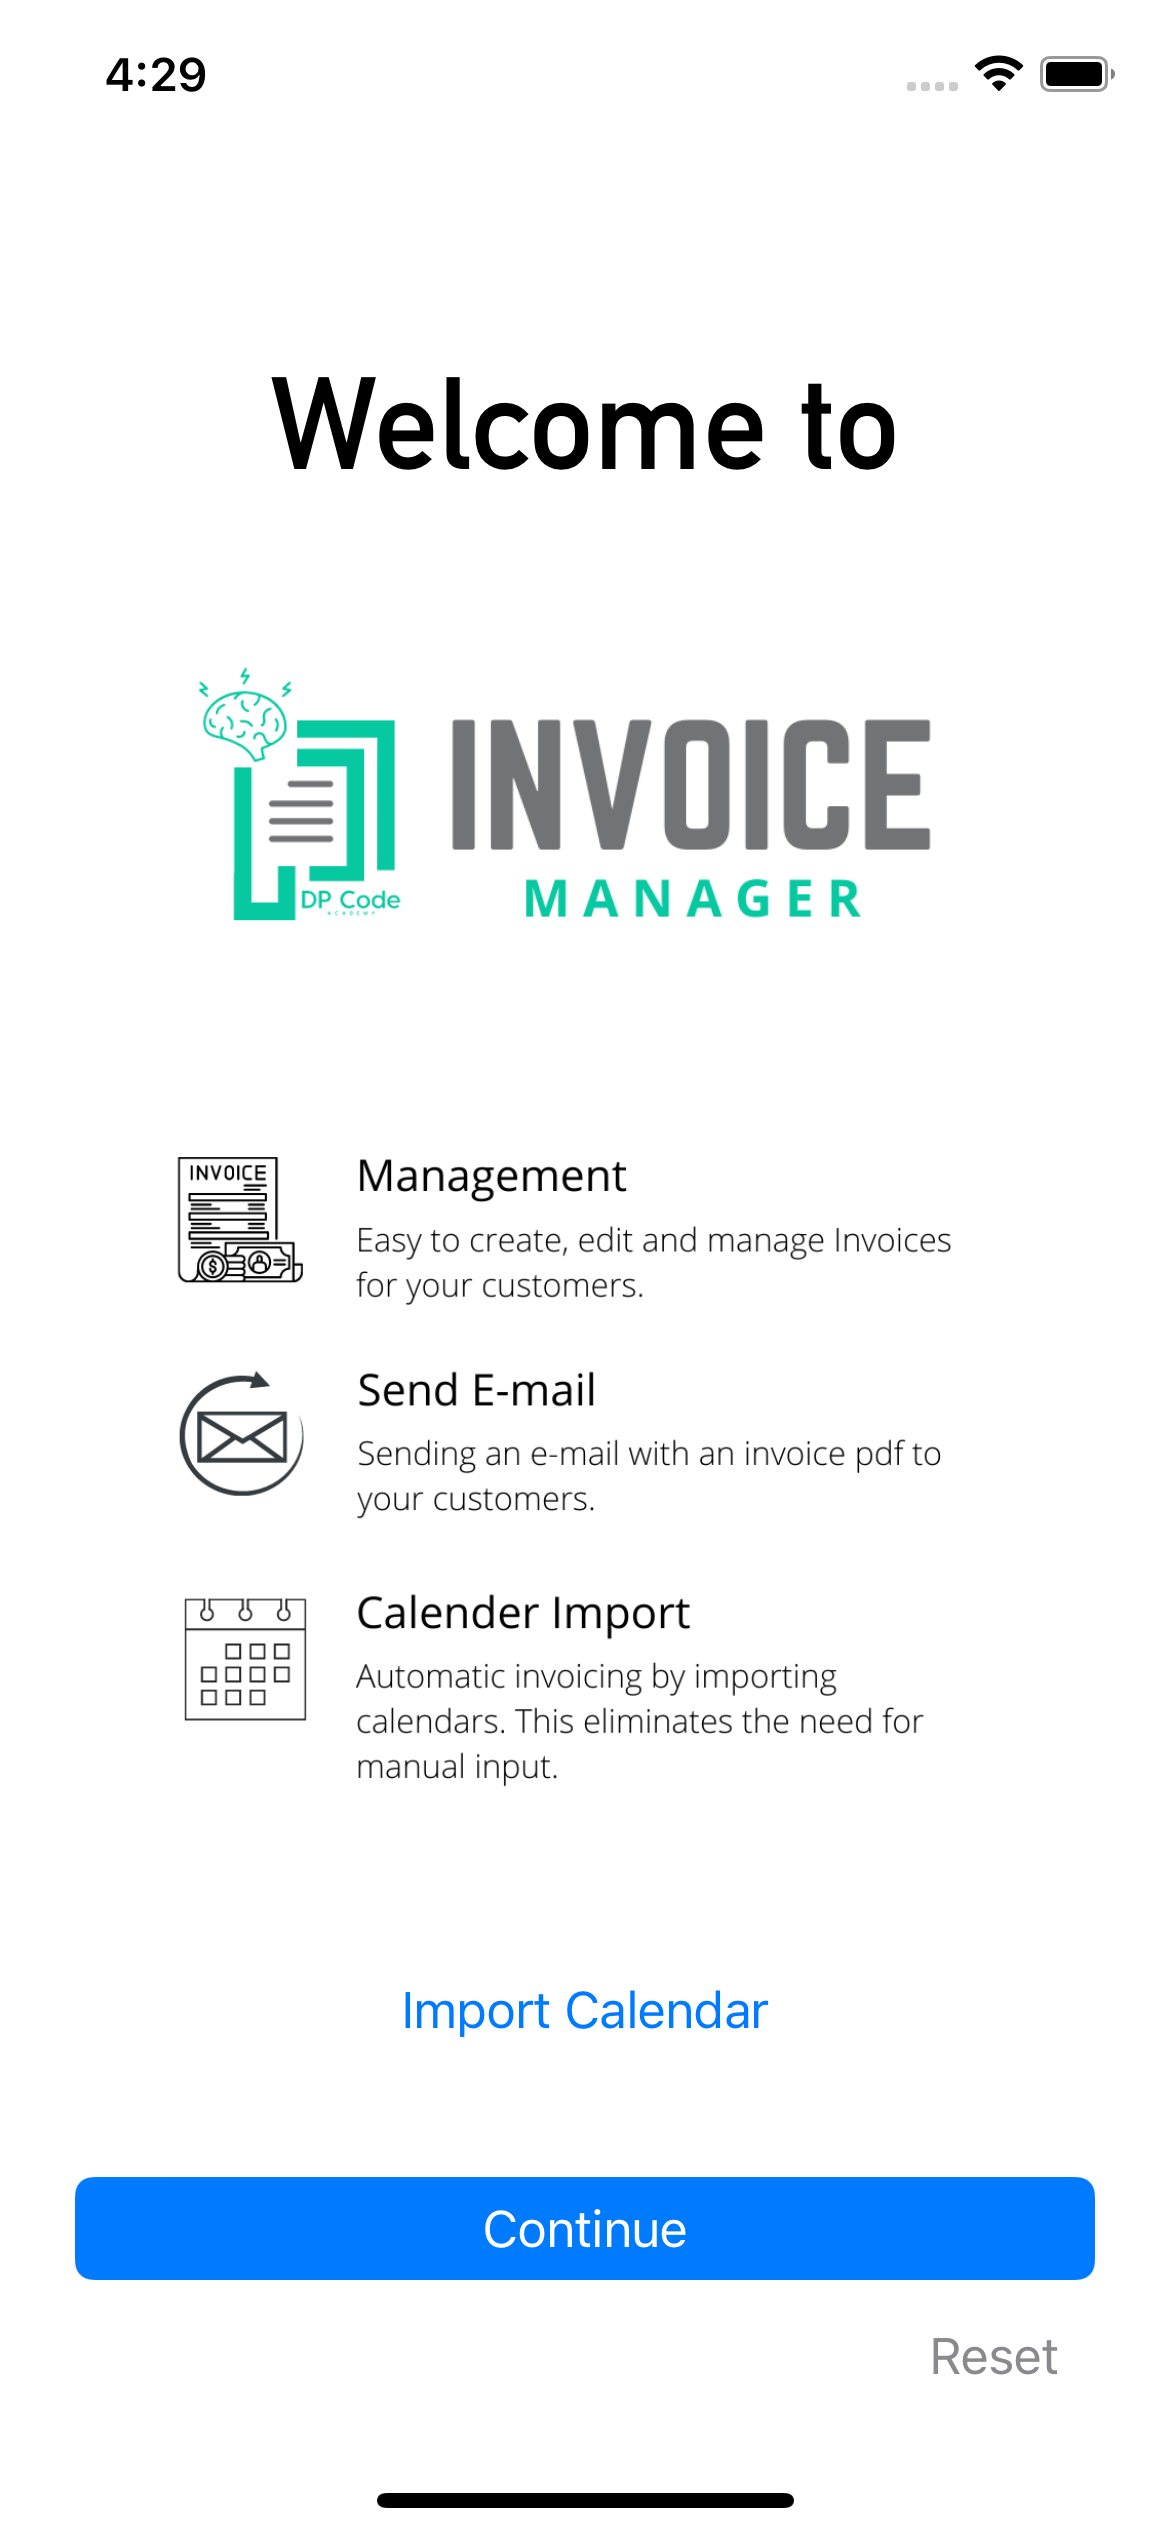 4:29
Welcome to
INVOICE
MANAGER
DP Code
ACADEMY
INVOICE
Management
Easy to create, edit and manage Invoices
for your customers.
Send E-mail
Sending an e-mail with an invoice pdf to
your customers.
Calender Import
Automatic invoicing by importing
calendars. This eliminates the need for
manual input.
Import Calendar
Continue
Reset